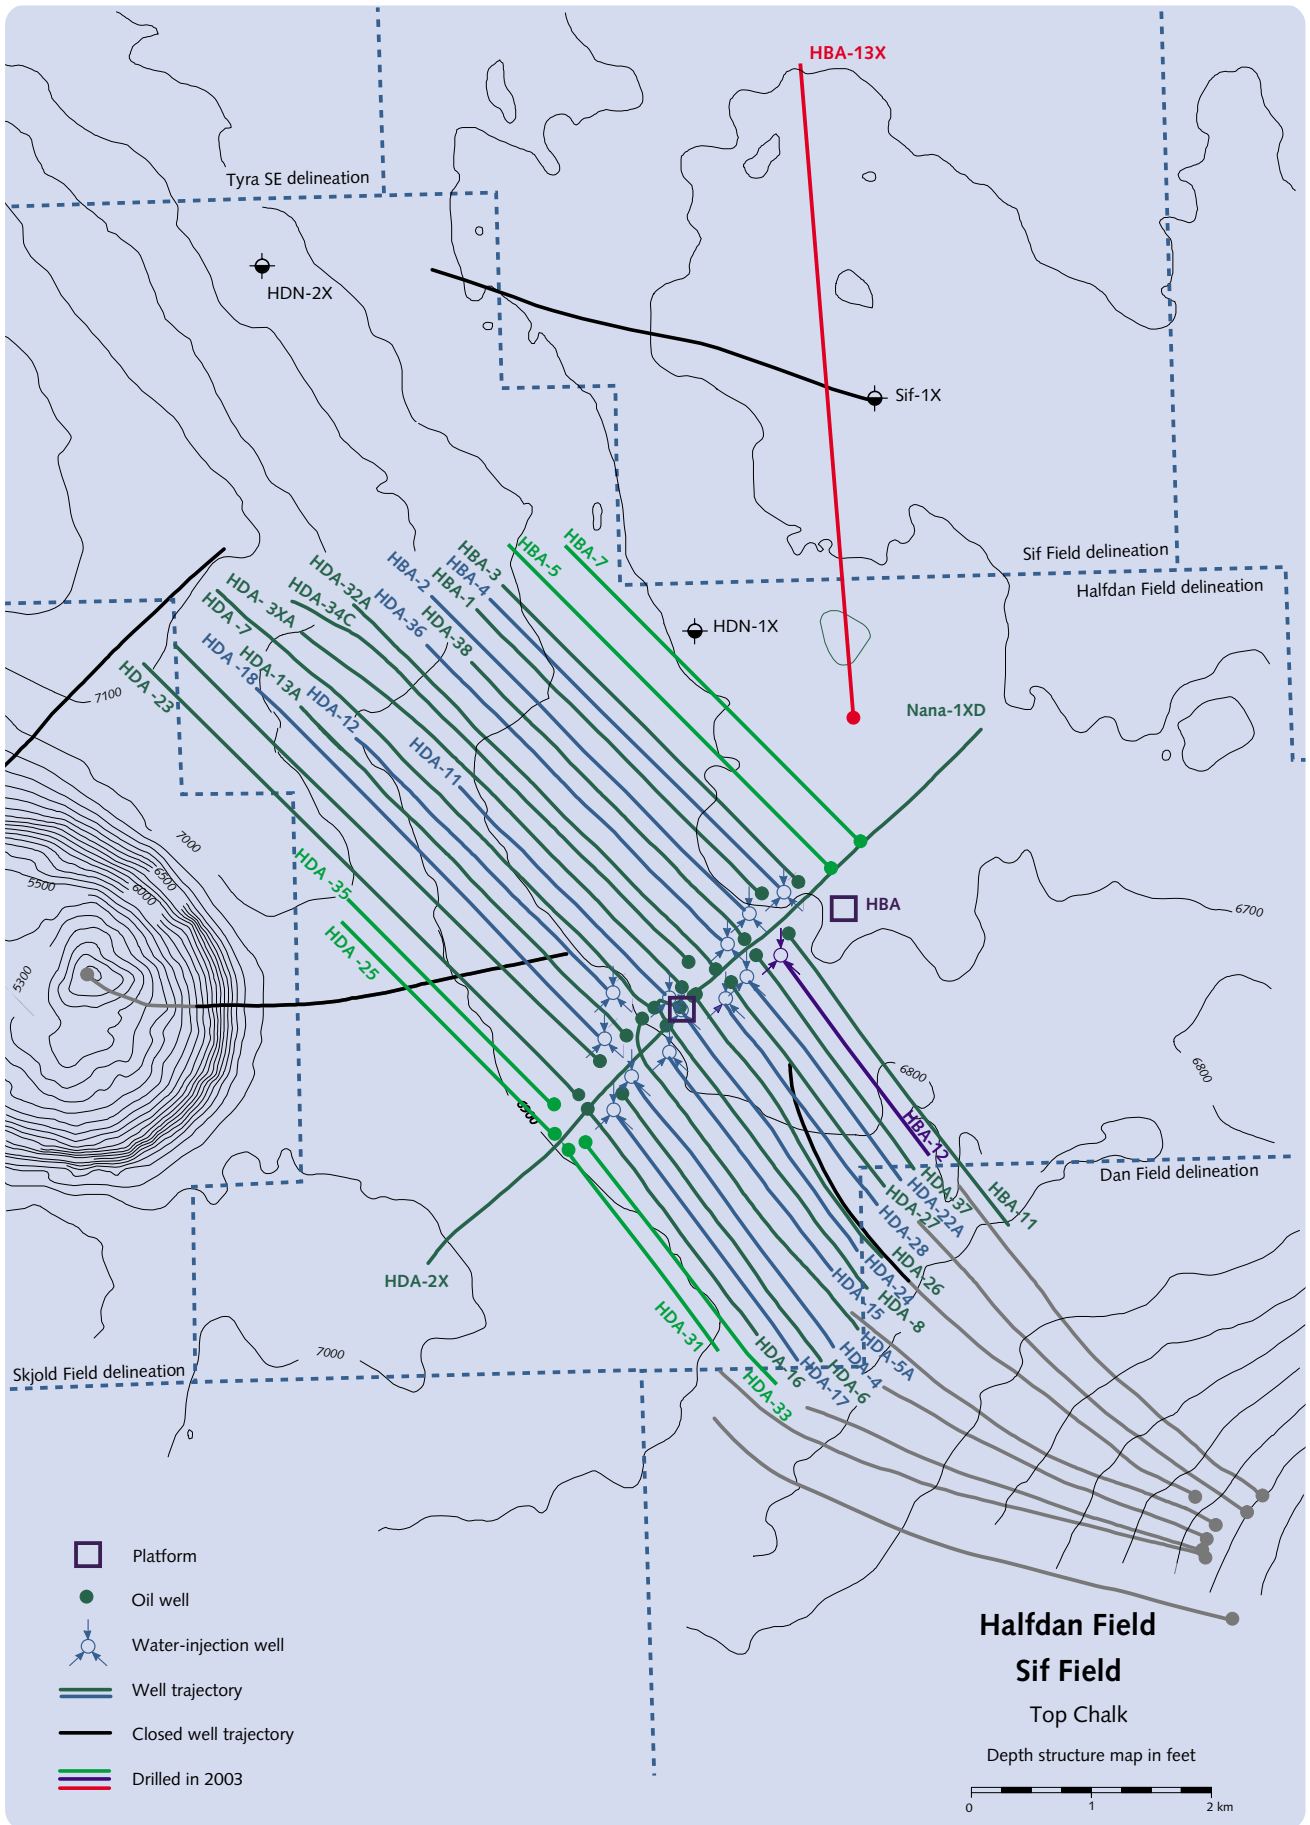 HBA-13X
Tyra SE delineation
HDN-2X
Sif-1X
Sif Field delineation
Halfdan Field delineation
HBA-7
HBA-5
HBA-3
HBA-4
HBA-1
HBA-2
HDA-38
HDA-36
HDA-32A
HDA-34C
HDA- 3XA
HDA -7
HDA-13A
HDA -18
HDA-12
HDA-11
HDA -23
HDN-1X
Nana-1XD
7100
7000
6500
6000
5500
5300
HDA -35
HDA -25
HBA
6700
6800
6800
6900
HBA-12
Dan Field delineation
HBA-11
HDA-37
HDA-22A
HDA-27
HDA-28
HDA-26
HDA-24
HDA-15
HDA-8
HDA-5A
HDA-4
HDA-6
HDA-17
HDA-16
HDA-33
HDA-31
HDA-2X
7000
Skjold Field delineation
Platform
Oil well
Water-injection well
Well trajectory
Closed well trajectory
Drilled in 2003
Halfdan Field
Sif Field
Top Chalk
Depth structure map in feet
0 1 2 km